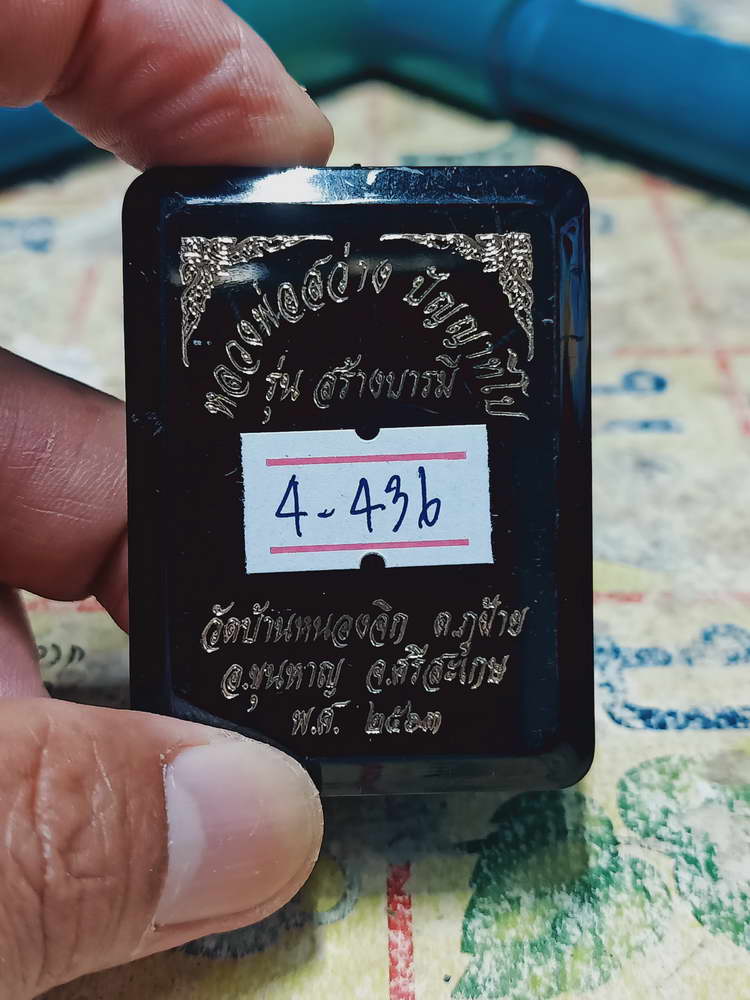 หลวงพ่อสว่าง ปัญญาทีโป
รุ่น สร้างบารมี
4-436
วัดบ้านหนองจิก ต.ภูฝ้าย
อ.ขุนหาญ จ.ศรีสะเกษ
พ.ศ. ๒๕๖๓